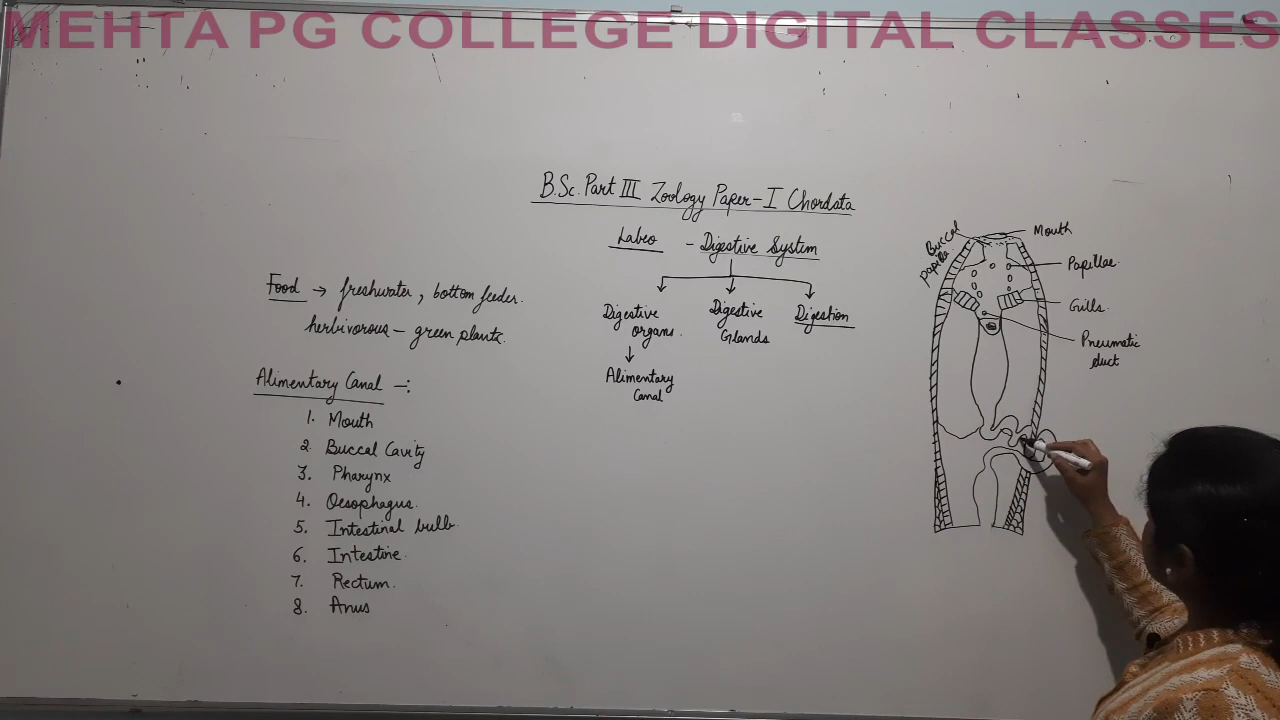 MEHTA PG COLLEGE DIGITAL CLASSES
B.Sc. Part III Zoology Paper-I Chordata
Labeo - Digestive System
Digestive organs.
Alimentary Canal
Digestive Glands
Digestion
Food → freshwater, bottom feeder.
herbivorous - green plants.
Alimentary Canal -:
1. Mouth
2. Buccal Cavity
3. Pharynx
4. Oesophagus.
5. Intestinal bulb.
6. Intestine.
7. Rectum.
8. Anus
Buccal
papilla
Mouth
Papillae.
Gills.
Pneumatic
duct